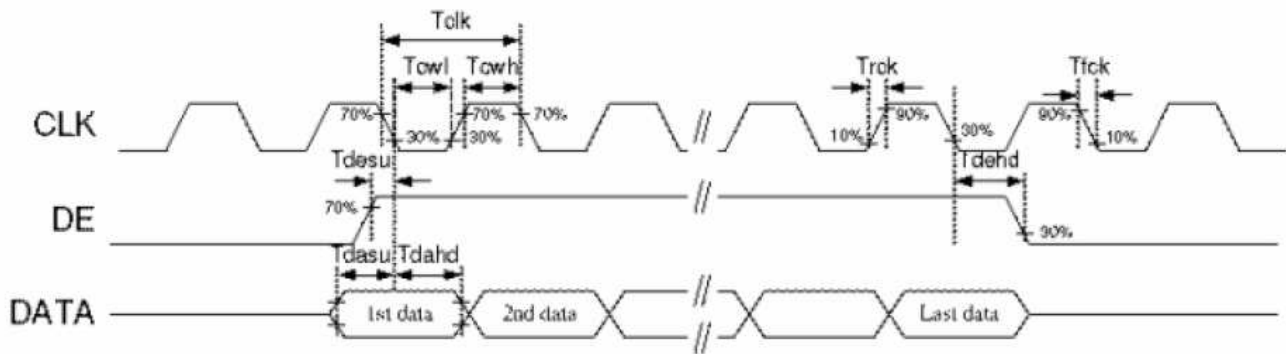 Tclk
Tcwl Tcwh Trck Tfck
CLK 70% 70% 70% 90% 30% 90%
30% 30% 10% 10%
Tdesu Tdehd
DE 70% 30%
Tdasu Tdahd
DATA 1st data 2nd data Last data